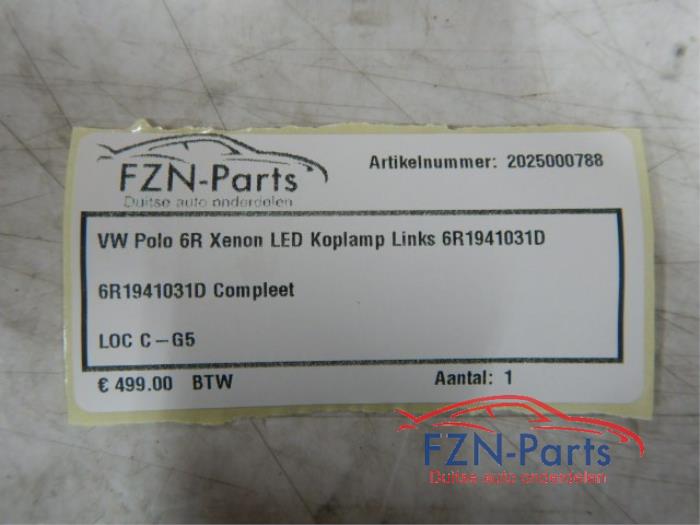 FZN-Parts
Duitse auto onderdelen
Artikelnummer: 2025000788
VW Polo 6R Xenon LED Koplamp Links 6R1941031D
6R1941031D Compleet
LOC C-G5
€ 499.00 BTW
Aantal: 1
FZN-Parts
Duitse auto onderdelen